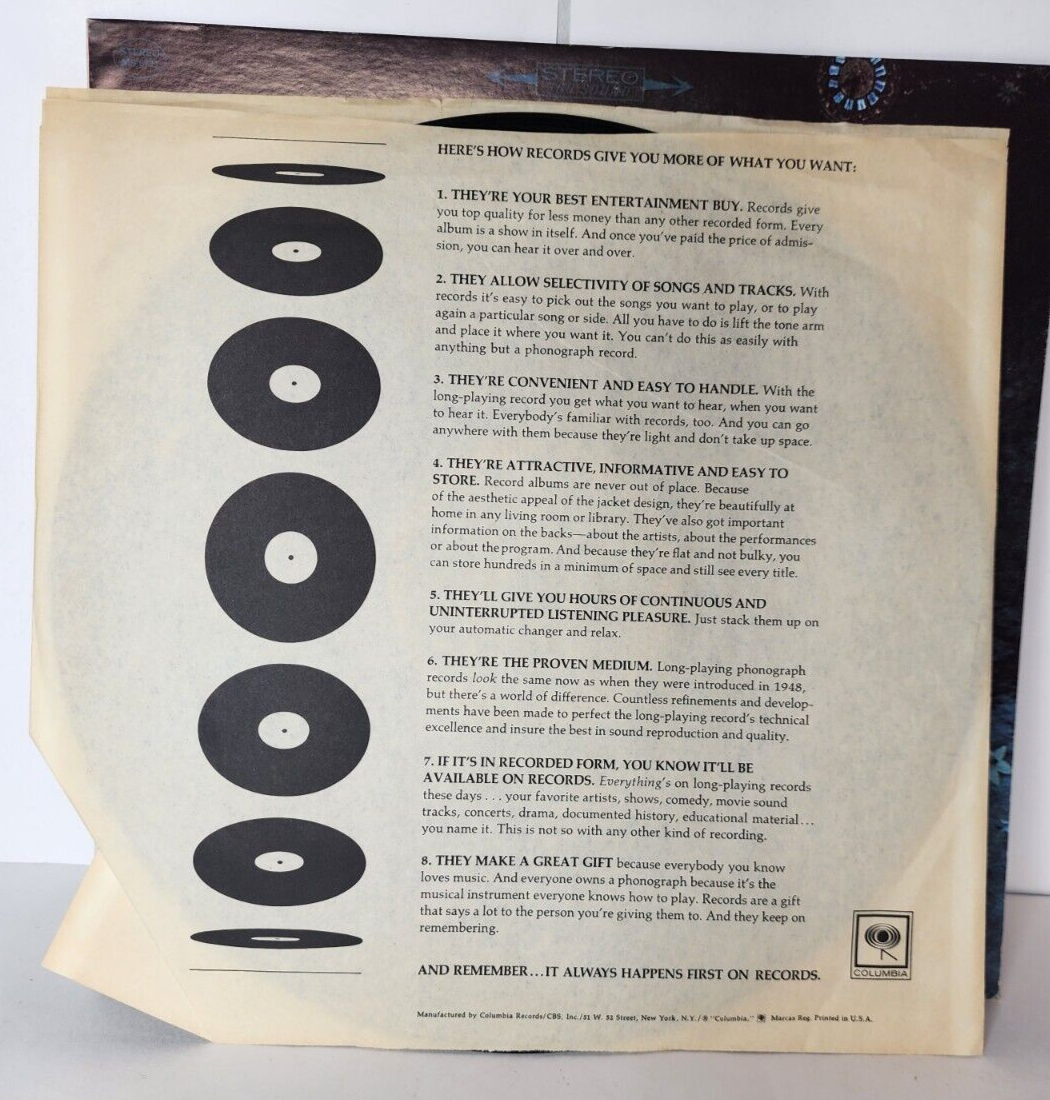 STEREO
HERE'S HOW RECORDS GIVE YOU MORE OF WHAT YOU WANT:
1. THEY'RE YOUR BEST ENTERTAINMENT BUY. Records give
you top quality for less money than any other recorded form. Every
album is a show in itself. And once you've paid the price of admis-
sion, you can hear it over and over.
2. THEY ALLOW SELECTIVITY OF SONGS AND TRACKS. With
records it's easy to pick out the songs you want to play, or to play
again a particular song or side. All you have to do is lift the tone arm
and place it where you want it. You can't do this as easily with
anything but a phonograph record.
3. THEY'RE CONVENIENT AND EASY TO HANDLE. With the
long-playing record you get what you want to hear, when you want
to hear it. Everybody's familiar with records, too. And you can go
anywhere with them because they're light and don't take up space.
4. THEY'RE ATTRACTIVE, INFORMATIVE AND EASY TO
STORE. Record albums are never out of place. Because
of the aesthetic appeal of the jacket design, they're beautifully at
home in any living room or library. They've also got important
information on the backs—about the artists, about the performances
or about the program. And because they're flat and not bulky, you
can store hundreds in a minimum of space and still see every title.
5. THEY'LL GIVE YOU HOURS OF CONTINUOUS AND
UNINTERRUPTED LISTENING PLEASURE. Just stack them up on
your automatic changer and relax.
6. THEY'RE THE PROVEN MEDIUM. Long-playing phonograph
records look the same now as when they were introduced in 1948,
but there's a world of difference. Countless refinements and develop-
ments have been made to perfect the long-playing record's technical
excellence and insure the best in sound reproduction and quality.
7. IF IT'S IN RECORDED FORM, YOU KNOW IT'LL BE
AVAILABLE ON RECORDS. Everything's on long-playing records
these days . . . your favorite artists, shows, comedy, movie sound
tracks, concerts, drama, documented history, educational material...
you name it. This is not so with any other kind of recording.
8. THEY MAKE A GREAT GIFT because everybody you know
loves music. And everyone owns a phonograph because it's the
musical instrument everyone knows how to play. Records are a gift
that says a lot to the person you're giving them to. And they keep on
remembering.
AND REMEMBER...IT ALWAYS HAPPENS FIRST ON RECORDS.
COLUMBIA
Manufactured by Columbia Records/CBS, Inc./51 W. 52 Street, New York, N.Y./® "Columbia," Marcas Reg. Printed in U.S.A.